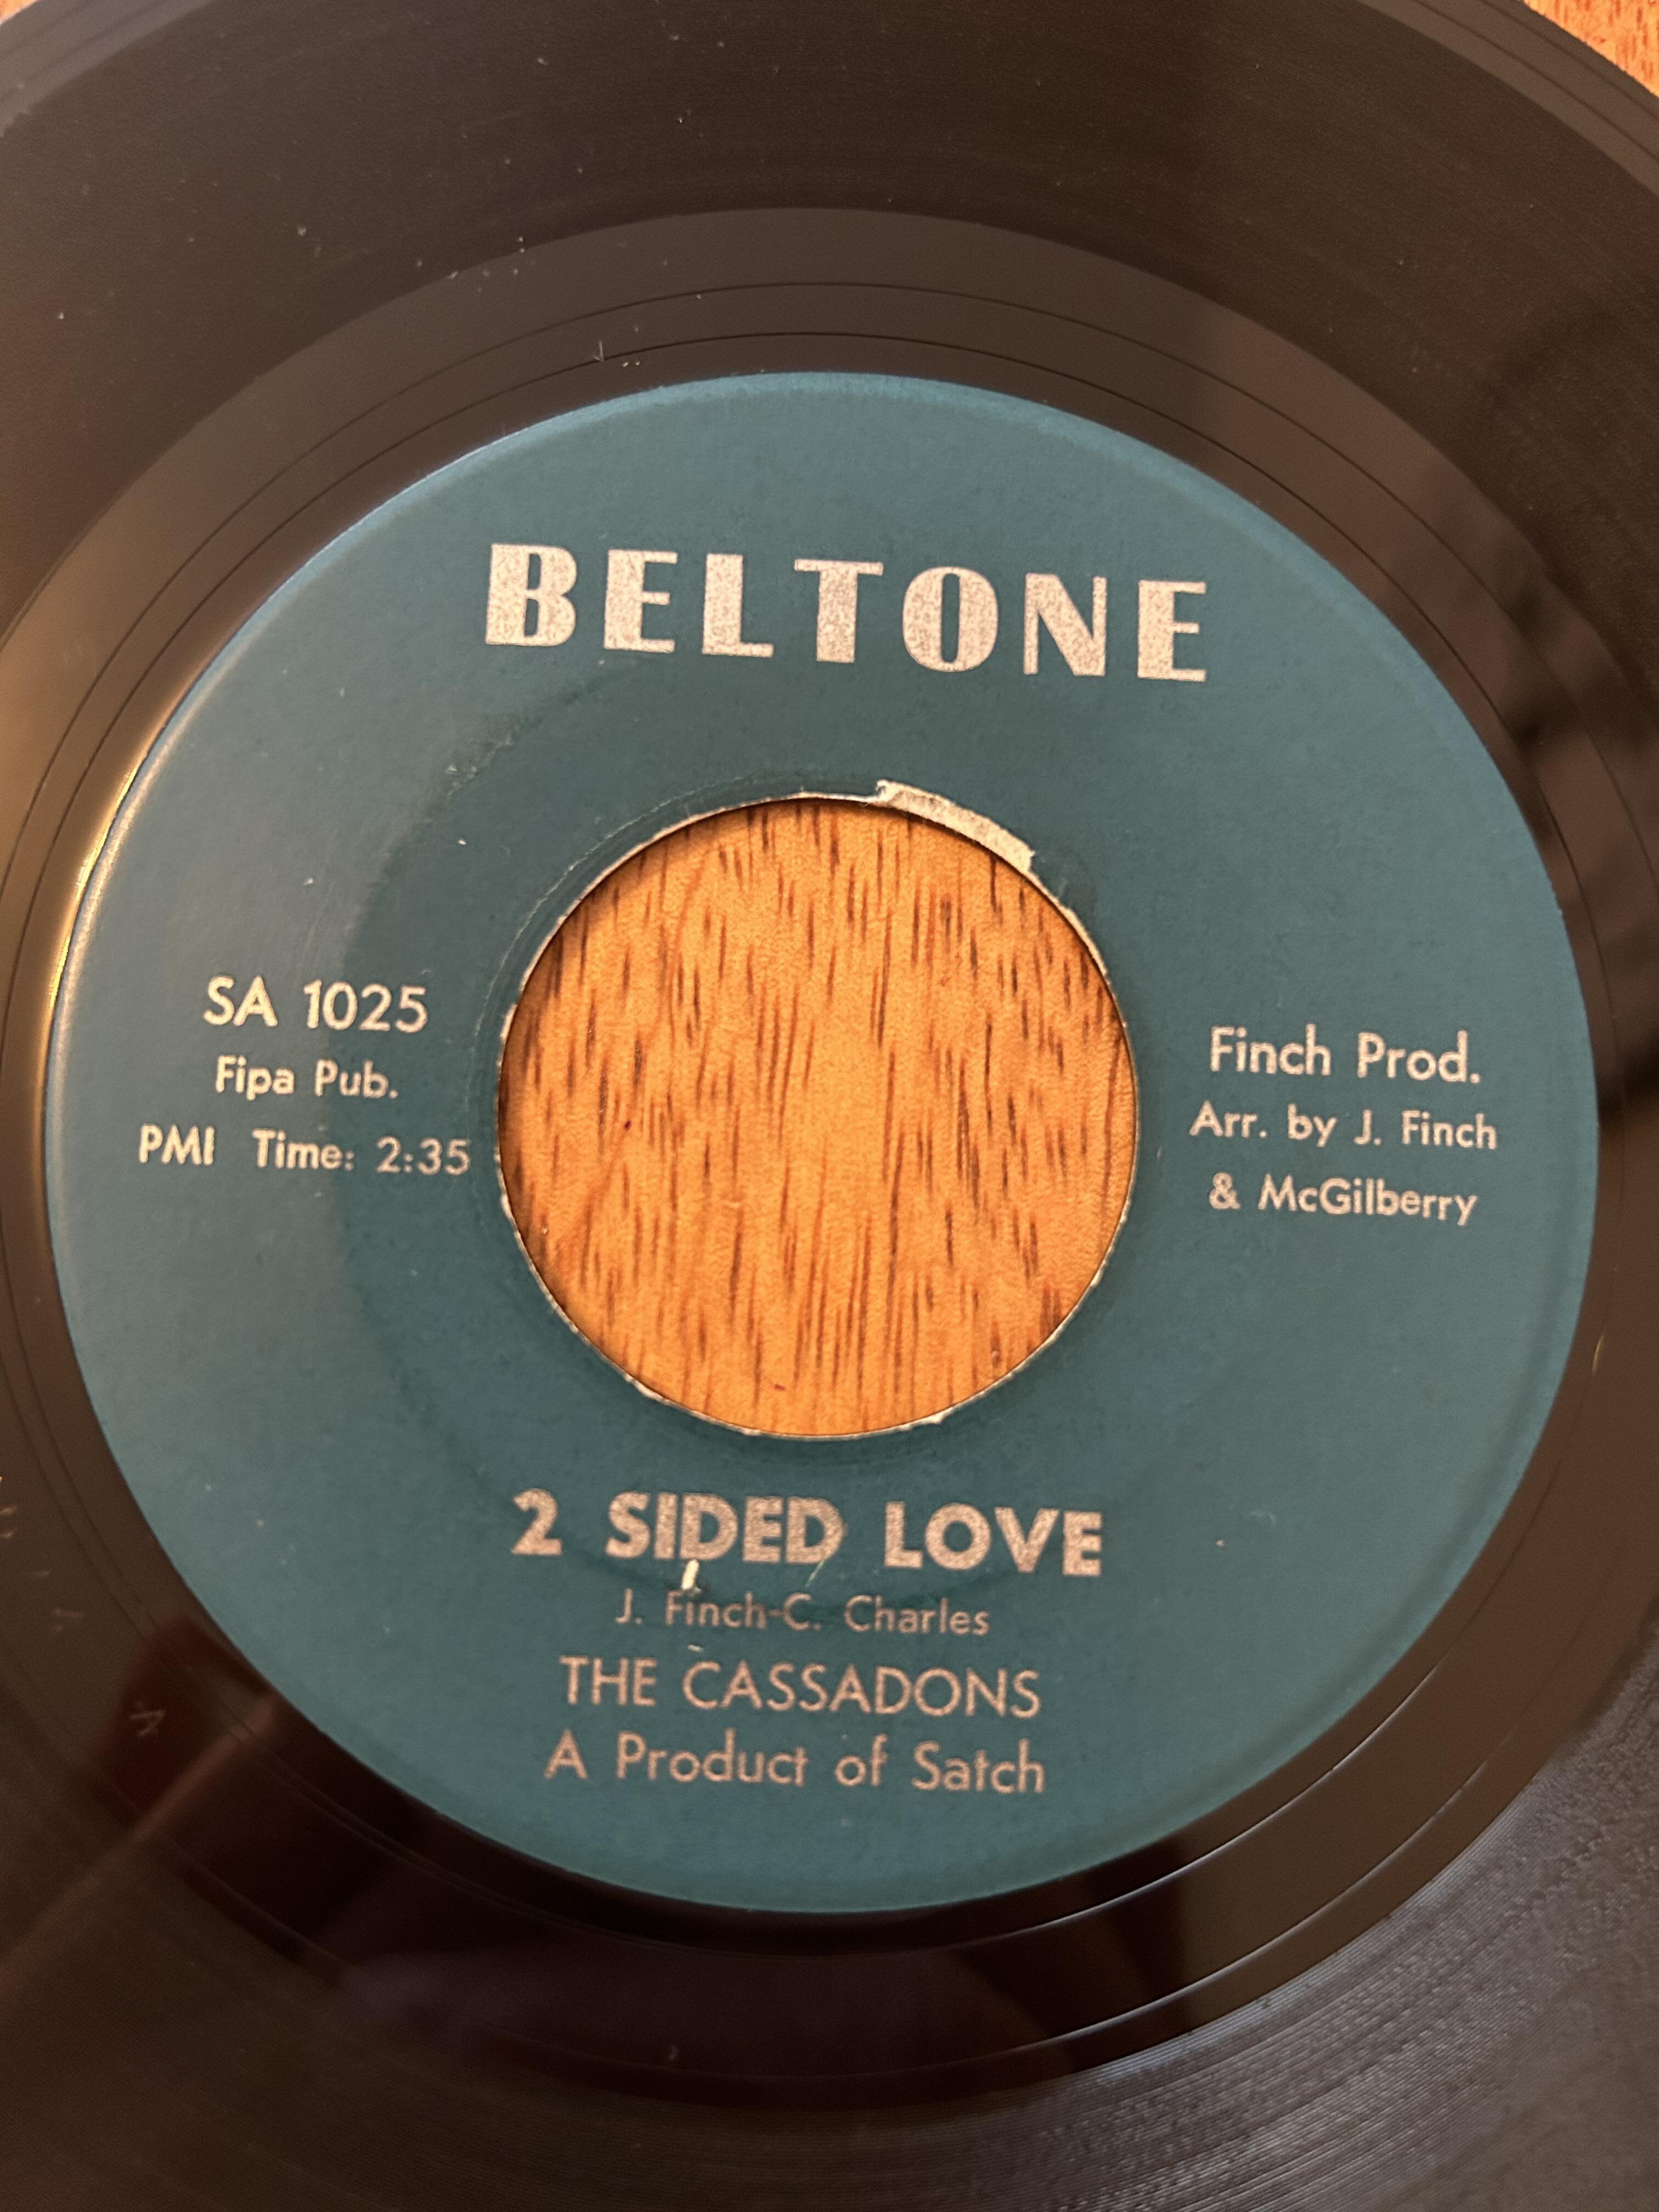 BELTONE
SA 1025
Fipa Pub.
PMI Time: 2:35
Finch Prod.
Arr. by J. Finch
& McGilberry
2 SIDED LOVE
J. Finch-C. Charles
THE CASSADONS
A Product of Satch